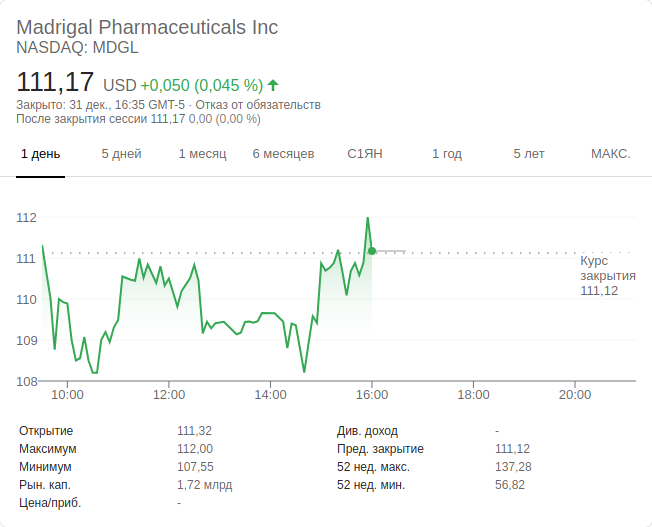 Madrigal Pharmaceuticals Inc
NASDAQ: MDGL
111,17 USD +0,050 (0,045 %)
Закрыто: 31 дек., 16:35 GMT-5 · Отказ от обязательств
После закрытия сессии 111,17 0,00 (0,00 %)
1 день 5 дней 1 месяц 6 месяцев С1ЯН 1 год 5 лет МАКС.
112
111
110
109
108
Курс
закрытия
111,12
10:00 12:00 14:00 16:00 18:00 20:00
Открытие 111,32 Див. доход -
Максимум 112,00 Пред. закрытие 111,12
Минимум 107,55 52 нед. макс. 137,28
Рын. кап. 1,72 млрд 52 нед. мин. 56,82
Цена/приб. -